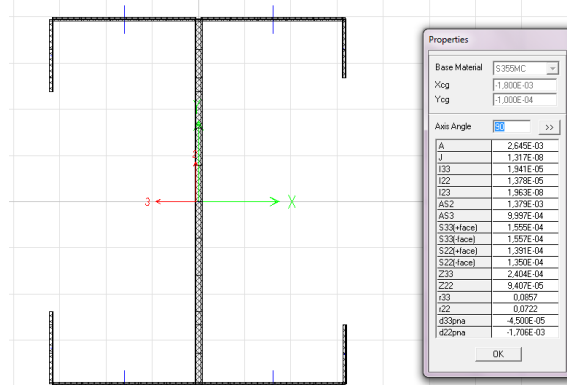 Properties
Base Material S355MC
Xcg -1,800E-03
Ycg -1,000E-04
Axis Angle 90 >>
A 2,645E-03
J 1,317E-08
I33 1,941E-05
I22 1,378E-05
I23 1,963E-08
AS2 1,379E-03
AS3 9,997E-04
S33(+face) 1,555E-04
S33(-face) 1,557E-04
S22(+face) 1,391E-04
S22(-face) 1,350E-04
Z33 2,404E-04
Z22 9,407E-05
r33 0,0857
r22 0,0722
d33pna -4,500E-05
d22pna -1,706E-03
OK
2
3
X